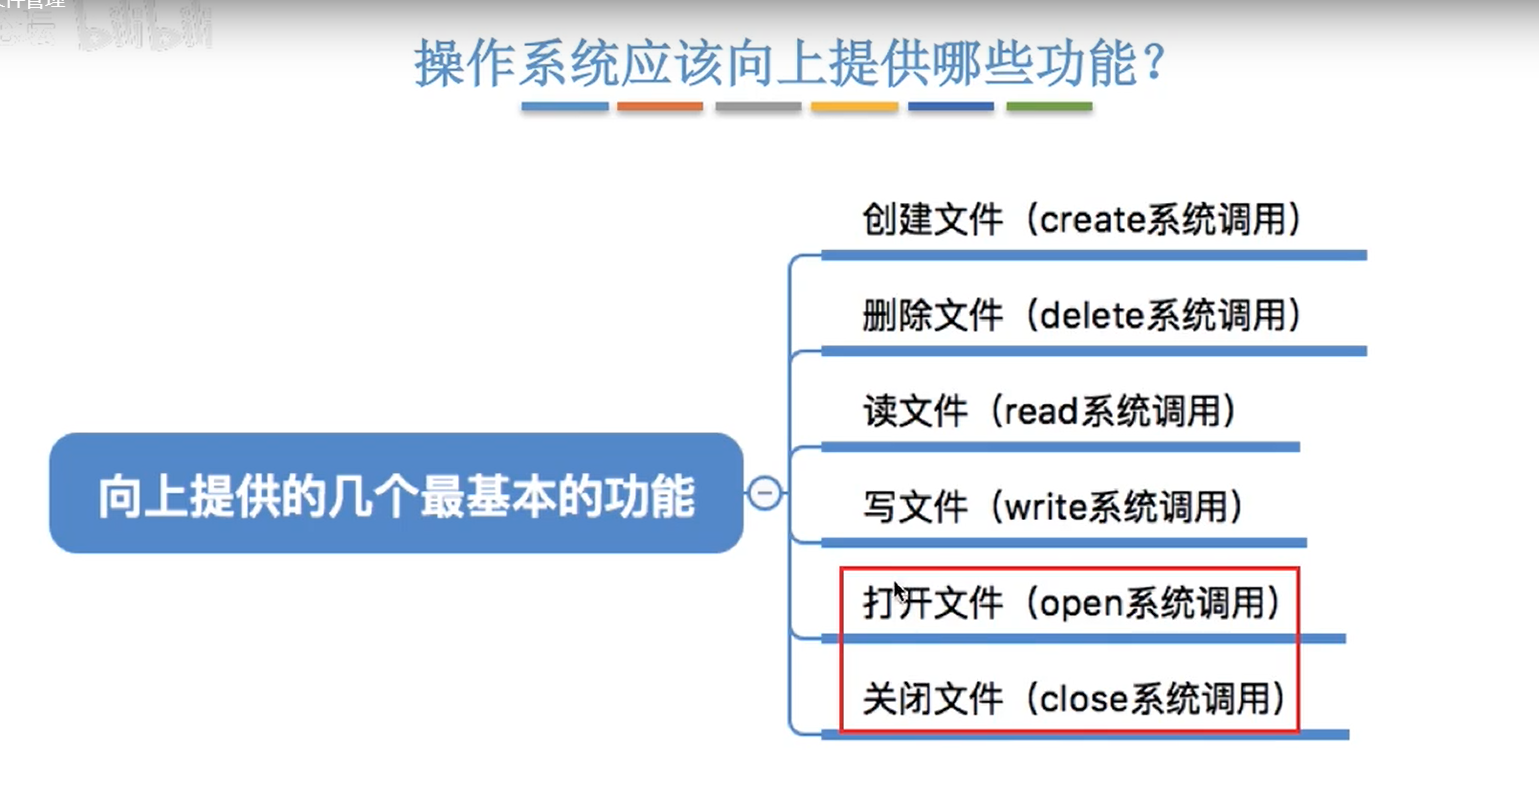 件管理
操作系统应该向上提供哪些功能？
创建文件（create系统调用）
删除文件（delete系统调用）
读文件（read系统调用）
向上提供的几个最基本的功能
写文件（write系统调用）
打开文件（open系统调用）
关闭文件（close系统调用）